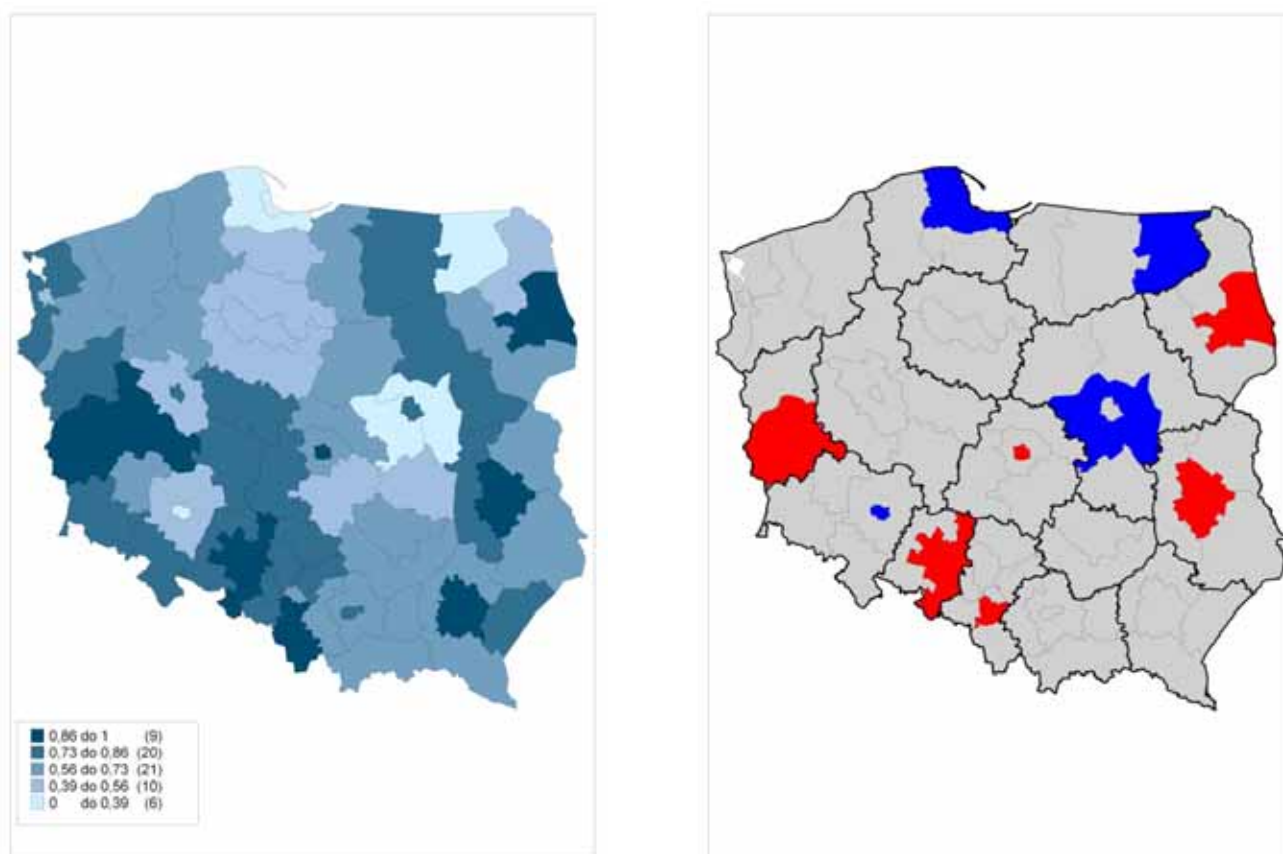 0,86 do 1 (9)
0,73 do 0,86 (20)
0,56 do 0,73 (21)
0,39 do 0,56 (10)
0 do 0,39 (6)